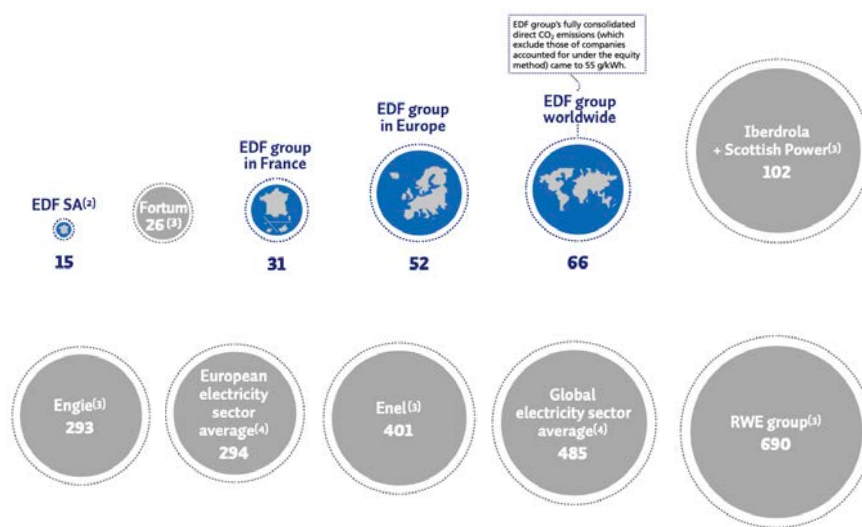 EDF group's fully consolidated
direct CO₂ emissions (which
exclude those of companies
accounted for under the equity
method) came to 55 g/kWh.
EDF SA(2)
15
Fortum
26(3)
EDF group
in France
31
EDF group
in Europe
52
EDF group
worldwide
66
Iberdrola
+ Scottish Power(3)
102
Engie(3)
293
European
electricity
sector
average(4)
294
Enel(3)
401
Global
electricity sector
average(4)
485
RWE group(3)
690